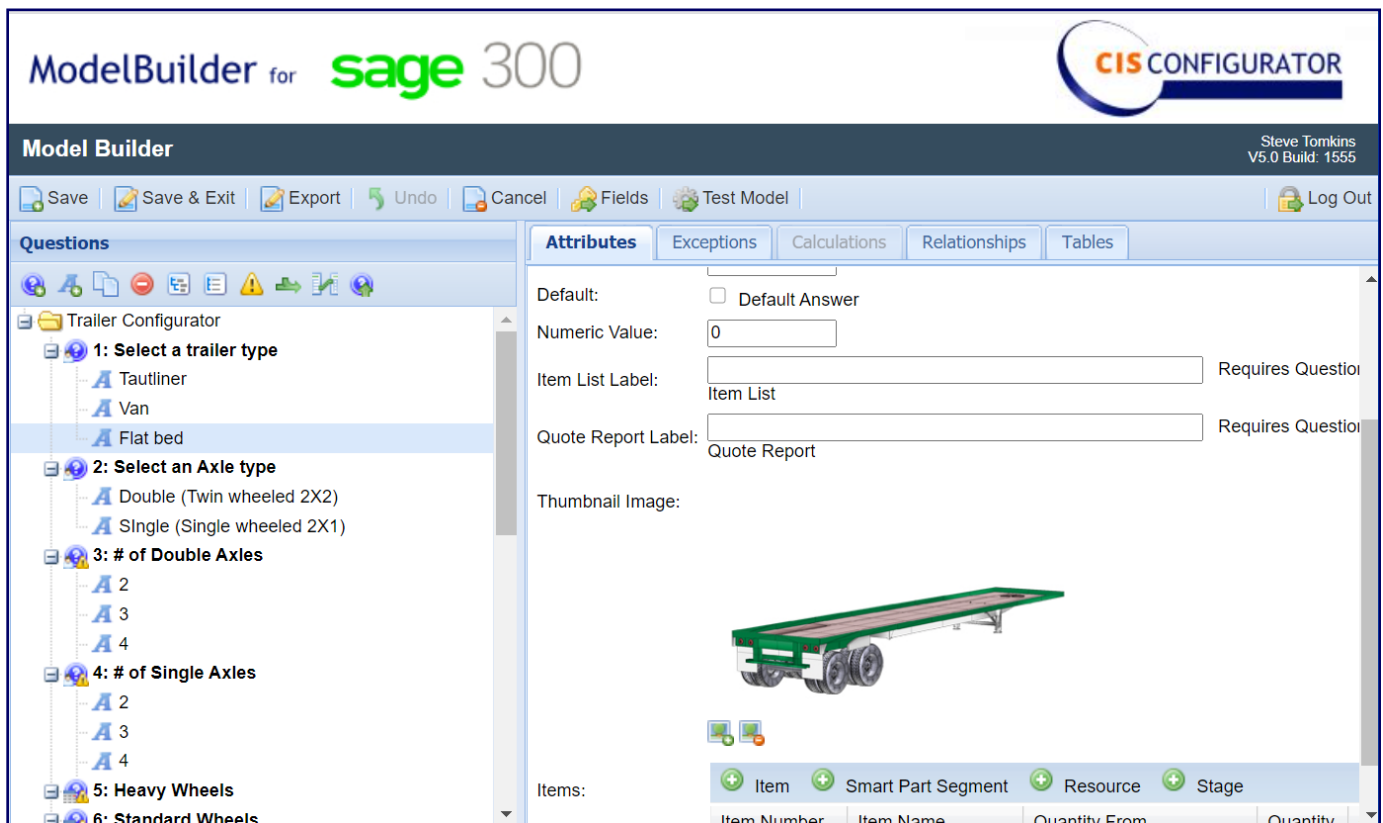 ModelBuilder for sage 300
CIS CONFIGURATOR
Model Builder
Steve Tomkins
V5.0 Build: 1555
Save Save & Exit Export Undo Cancel Fields Test Model Log Out
Questions
Trailer Configurator
1: Select a trailer type
Tautliner
Van
Flat bed
2: Select an Axle type
Double (Twin wheeled 2X2)
SIngle (Single wheeled 2X1)
3: # of Double Axles
2
3
4
4: # of Single Axles
2
3
4
5: Heavy Wheels
6: Standard Wheels
Attributes Exceptions Calculations Relationships Tables
Default: Default Answer
Numeric Value: 0
Item List Label: Requires Question
Item List
Quote Report Label: Requires Question
Quote Report
Thumbnail Image:
Items: Item Smart Part Segment Resource Stage
Item Number Item Name Quantity From Quantity